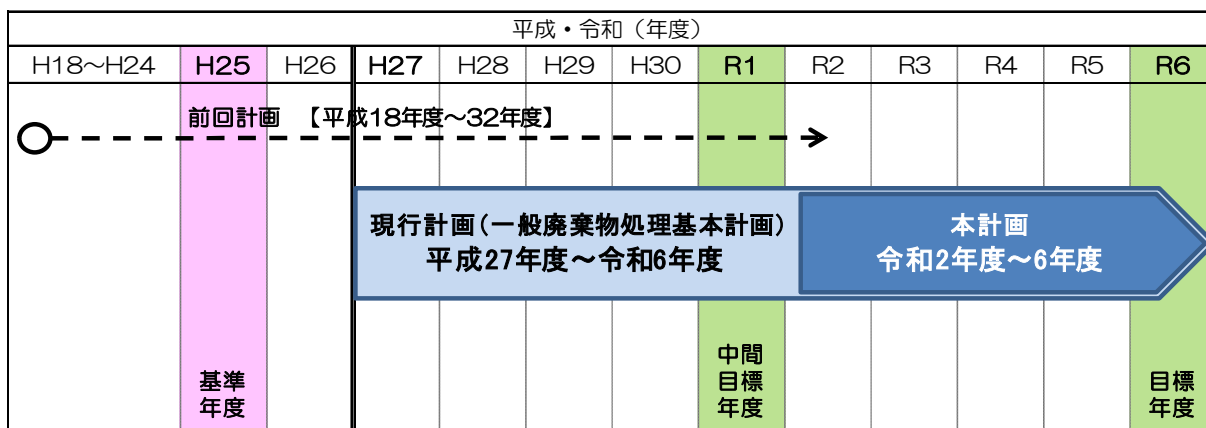 平成・令和（年度）
H18～H24 H25 H26 H27 H28 H29 H30 R1 R2 R3 R4 R5 R6
前回計画　【平成18年度～32年度】
現行計画(一般廃棄物処理基本計画)
平成27年度～令和6年度
本計画
令和2年度～6年度
基準
年度
中間
目標
年度
目標
年度